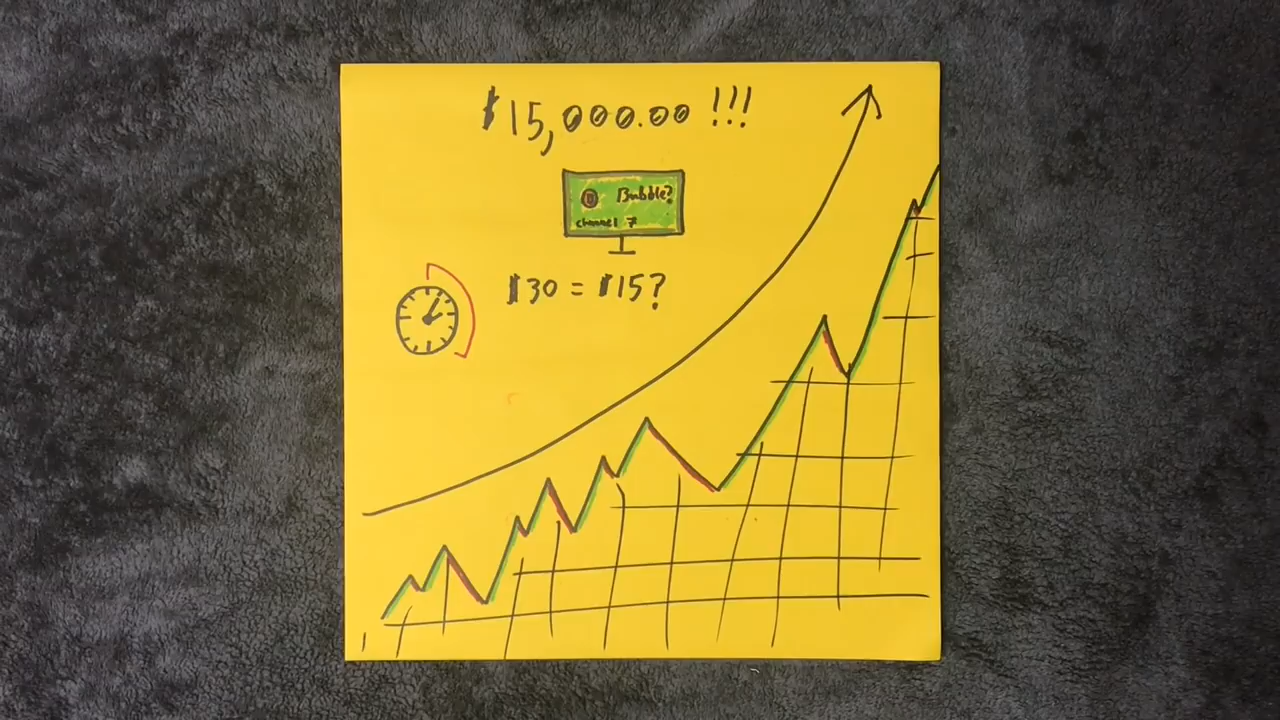 $15,000.00 !!!
B Bubble?
channel 7
$30 = $15?